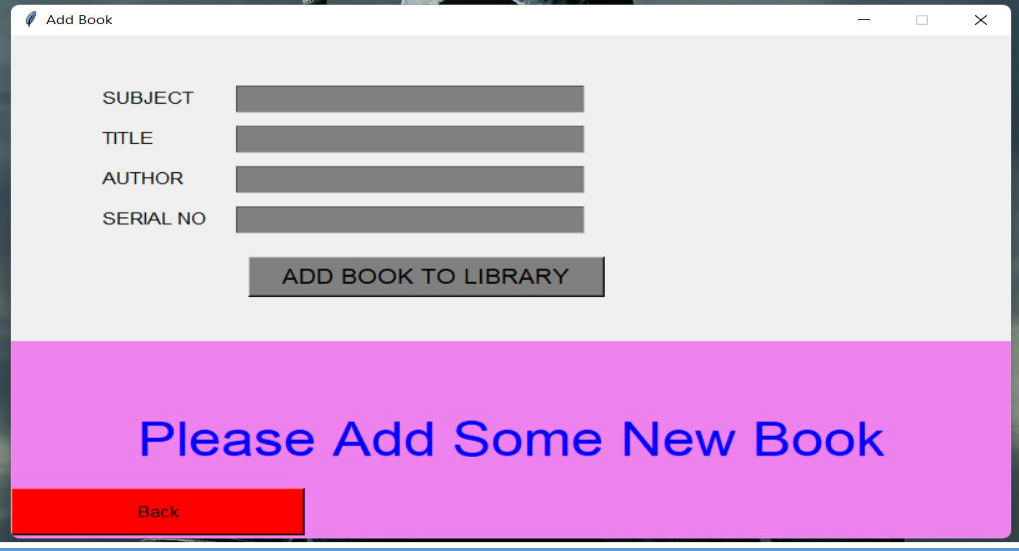 Add Book
SUBJECT
TITLE
AUTHOR
SERIAL NO
ADD BOOK TO LIBRARY
Please Add Some New Book
Back